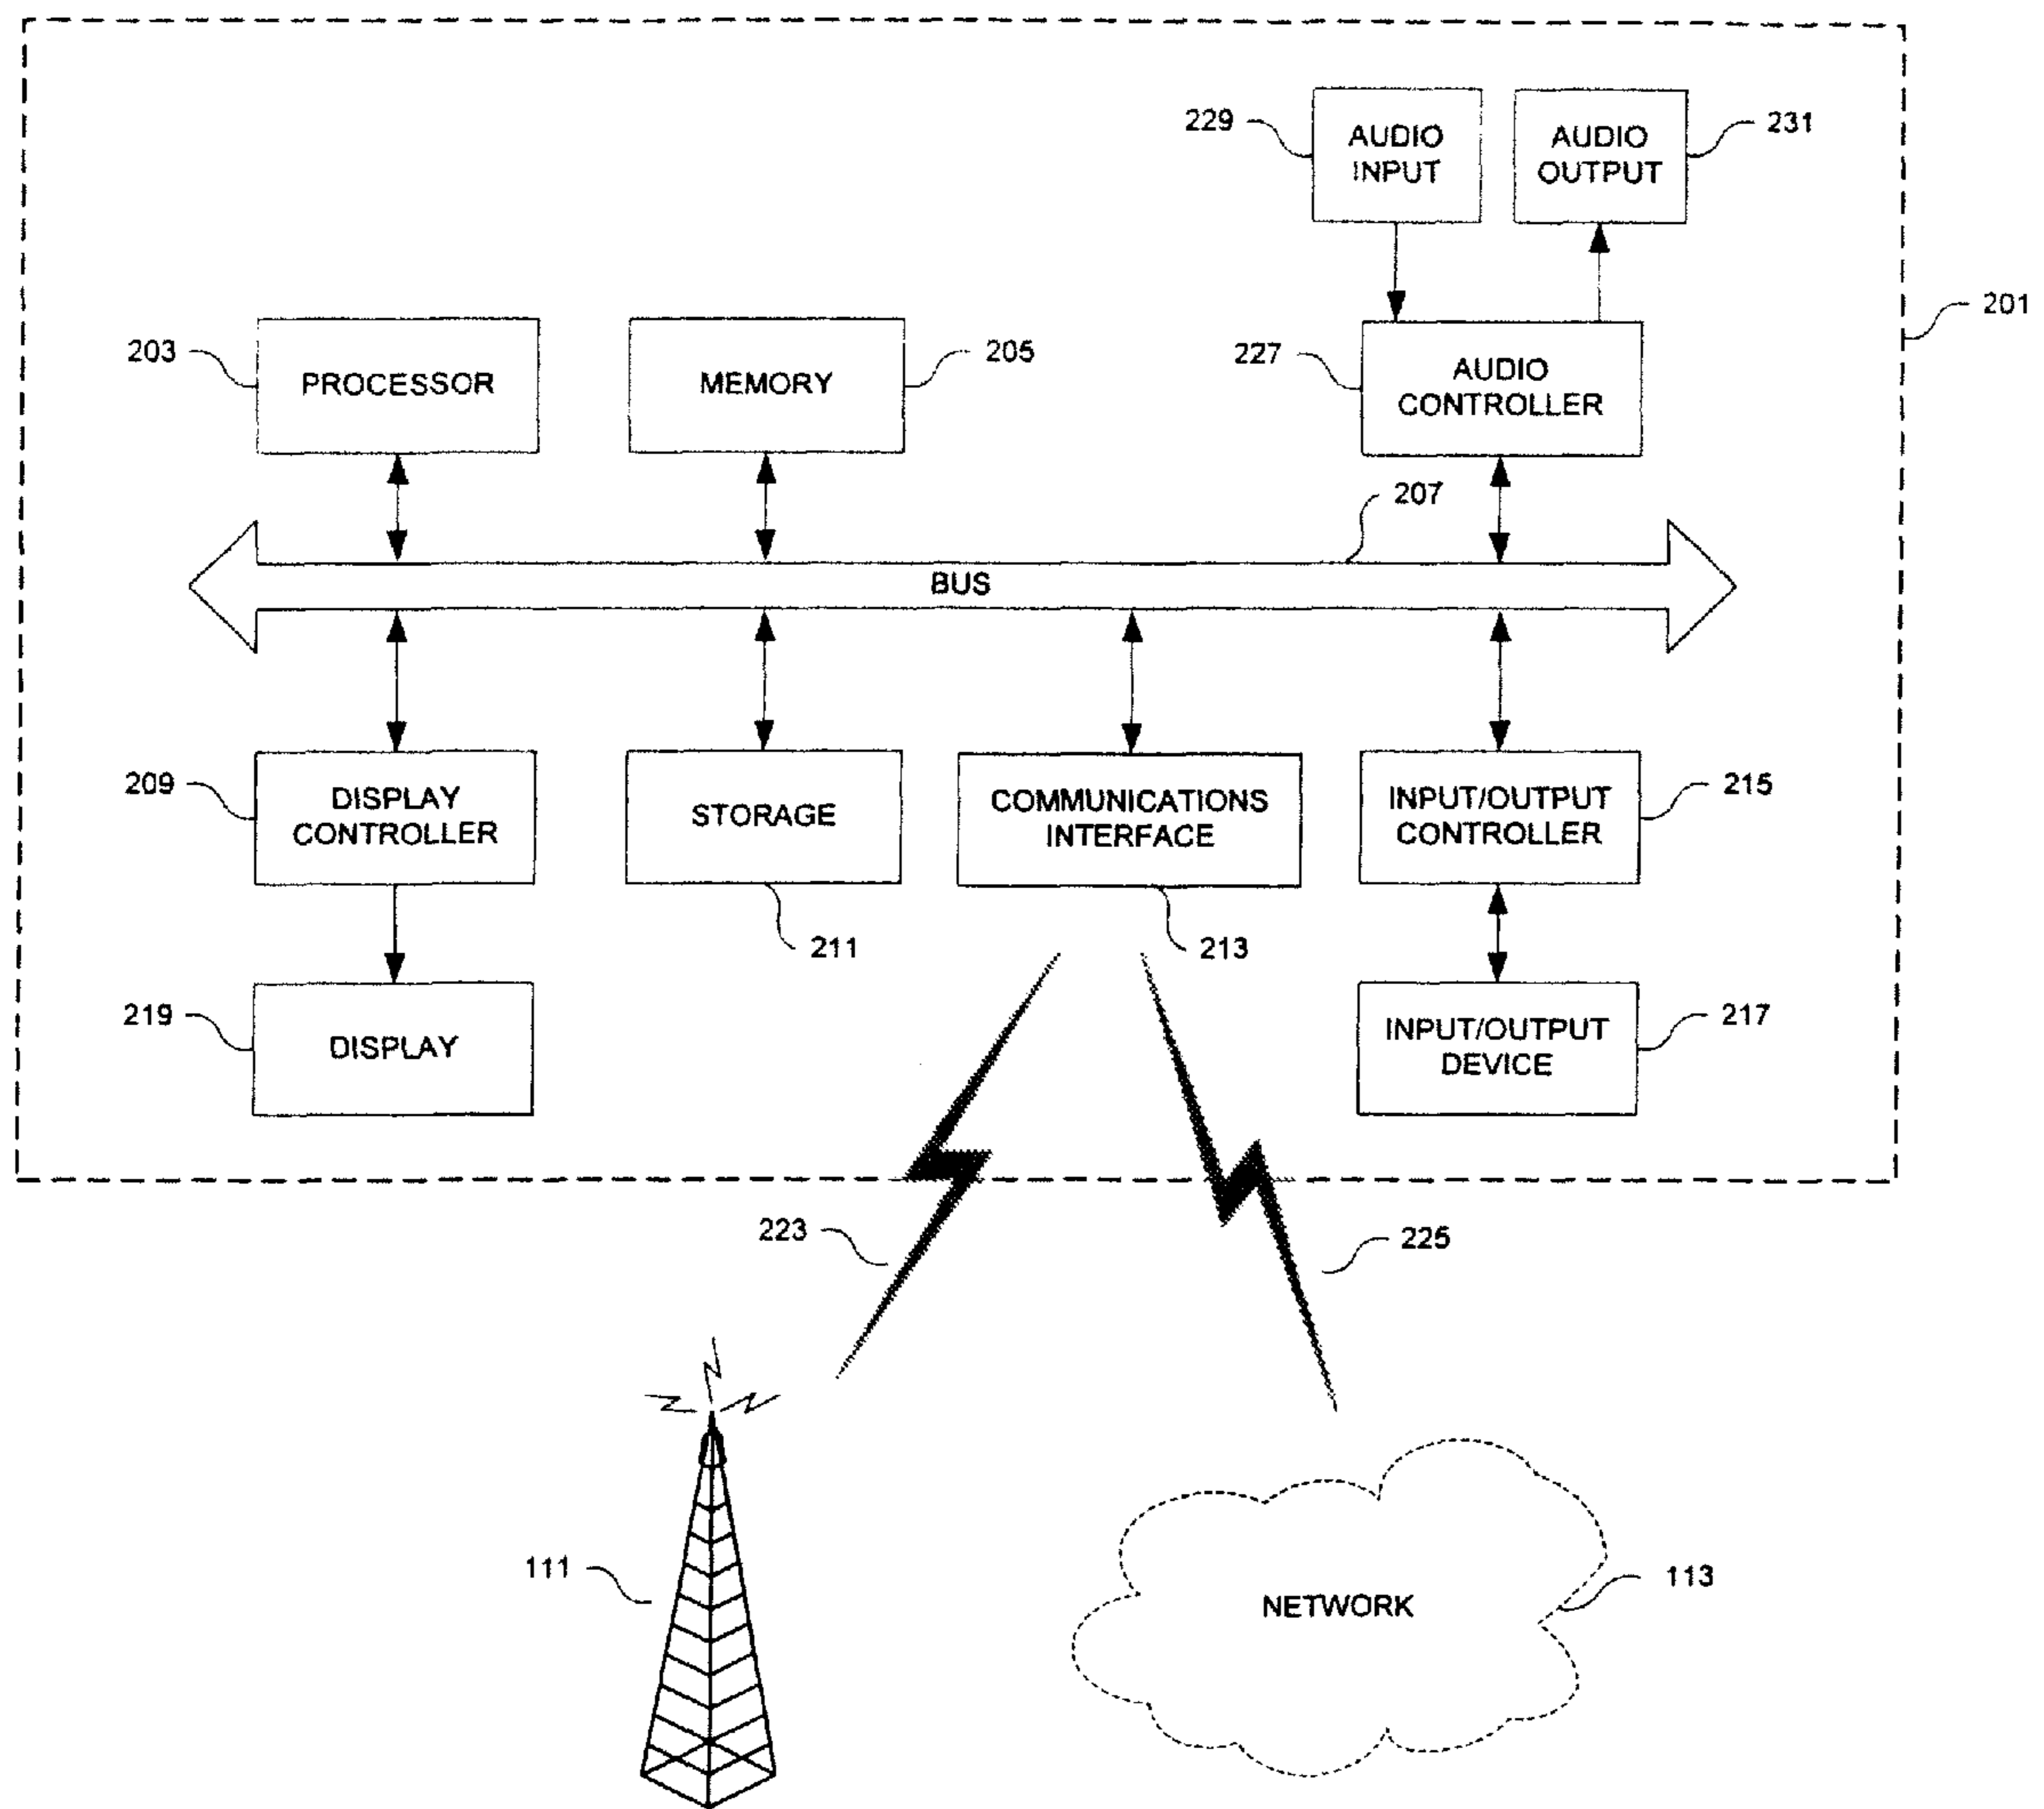 229
AUDIO
INPUT
AUDIO
OUTPUT
231
201
203
PROCESSOR
MEMORY
205
227
AUDIO
CONTROLLER
207
BUS
209
DISPLAY
CONTROLLER
STORAGE
211
COMMUNICATIONS
INTERFACE
213
INPUT/OUTPUT
CONTROLLER
215
219
DISPLAY
INPUT/OUTPUT
DEVICE
217
223
225
111
NETWORK
113